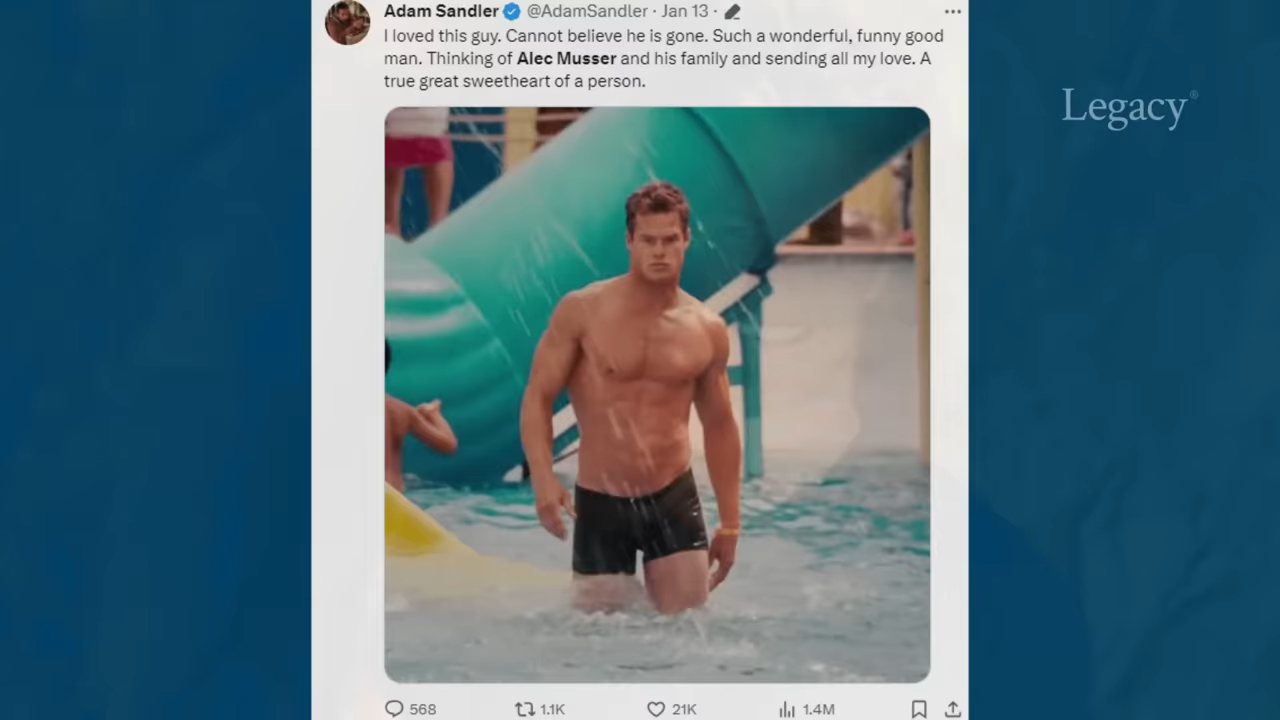 Adam Sandler @AdamSandler · Jan 13 ·
I loved this guy. Cannot believe he is gone. Such a wonderful, funny good
man. Thinking of Alec Musser and his family and sending all my love. A
true great sweetheart of a person.
Legacy®
568 1.1K 21K 1.4M